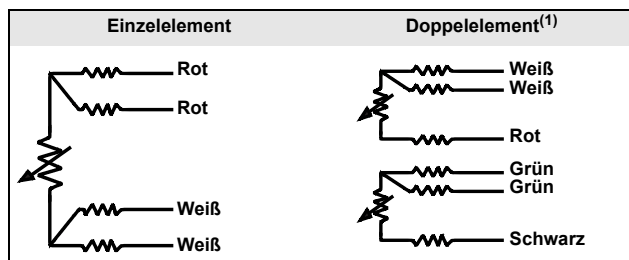 Einzelelement
Doppelelement(1)
Rot
Rot
Weiß
Weiß
Weiß
Weiß
Rot
Grün
Grün
Schwarz